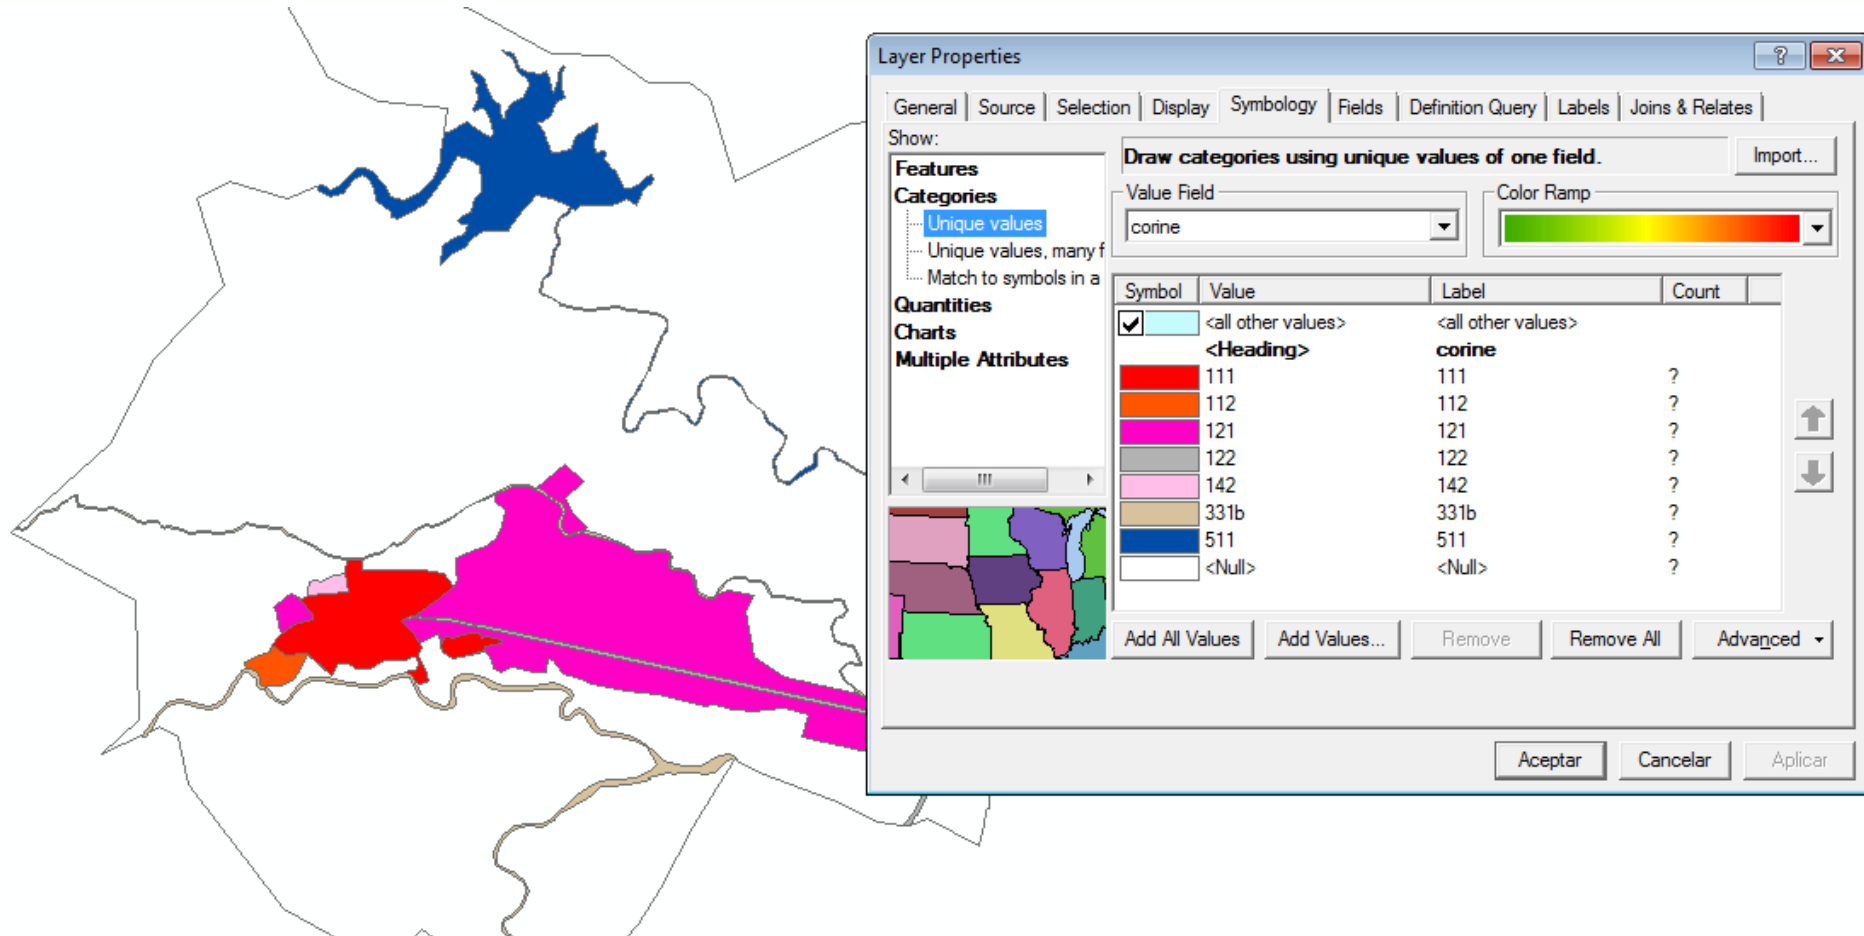 Layer Properties
General Source Selection Display Symbology Fields Definition Query Labels Joins & Relates
Show:
Features
Categories
Unique values
Unique values, many f
Match to symbols in a
Quantities
Charts
Multiple Attributes
Draw categories using unique values of one field.
Import...
Value Field
corine
Color Ramp
Symbol Value Label Count
<all other values> <all other values>
<Heading> corine
111 111 ?
112 112 ?
121 121 ?
122 122 ?
142 142 ?
331b 331b ?
511 511 ?
<Null> <Null> ?
Add All Values Add Values... Remove Remove All Advanced
Aceptar Cancelar Aplicar